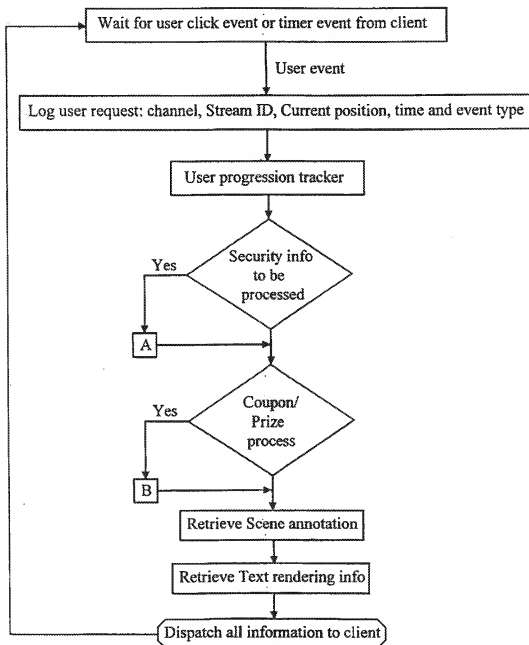 Wait for user click event or timer event from client
User event
Log user request: channel, Stream ID, Current position, time and event type
User progression tracker
Yes
Security info
to be
processed
A
Yes
Coupon/
Prize
process
B
Retrieve Scene annotation
Retrieve Text rendering info
Dispatch all information to client